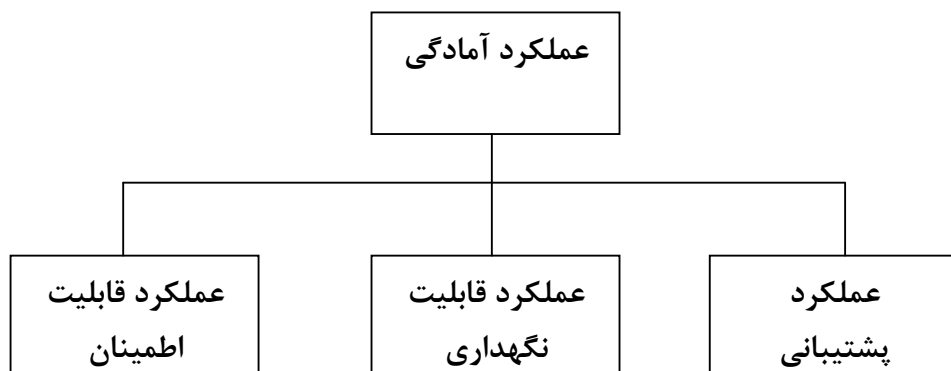 عملکرد آمادگی
عملکرد
پشتیبانی
عملکرد قابلیت
نگهداری
عملکرد قابلیت
اطمینان